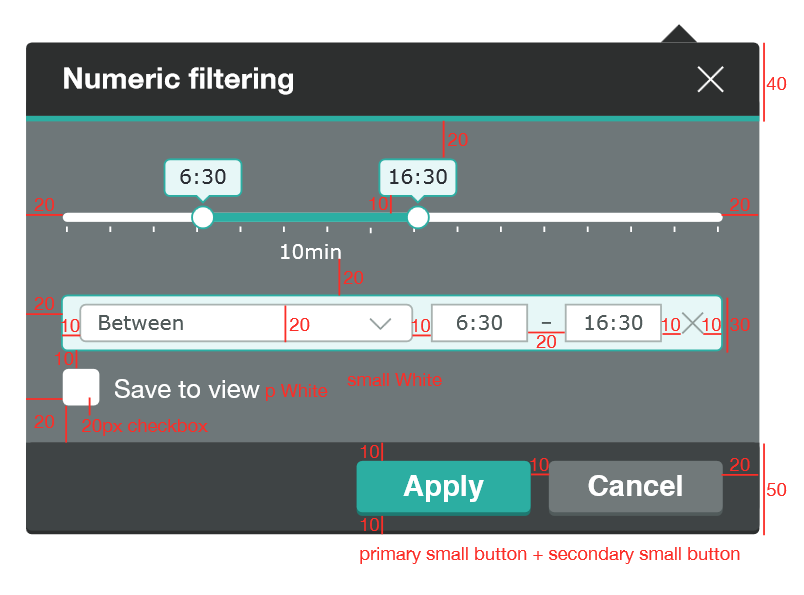 Numeric filtering
40
20
6:30 16:30
20 10 20
10min
20
20
10 Between 20 10 6:30 – 16:30 10 10 30
20
10
Save to view p White small White
20 20px checkbox
10
10 20
Apply Cancel 50
10
primary small button + secondary small button